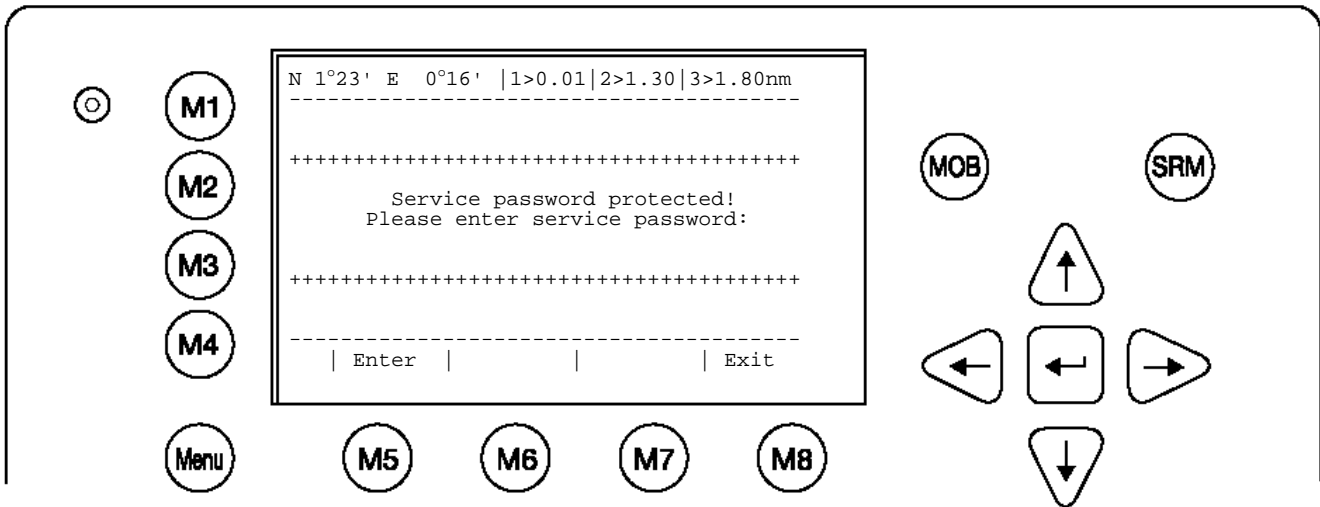 N 1°23' E 0°16' |1>0.01|2>1.30|3>1.80nm
----------------------------------------
++++++++++++++++++++++++++++++++++++++++
Service password protected!
Please enter service password:
++++++++++++++++++++++++++++++++++++++++
----------------------------------------
| Enter | | | Exit
M1
M2
M3
M4
Menu
M5
M6
M7
M8
MOB
SRM